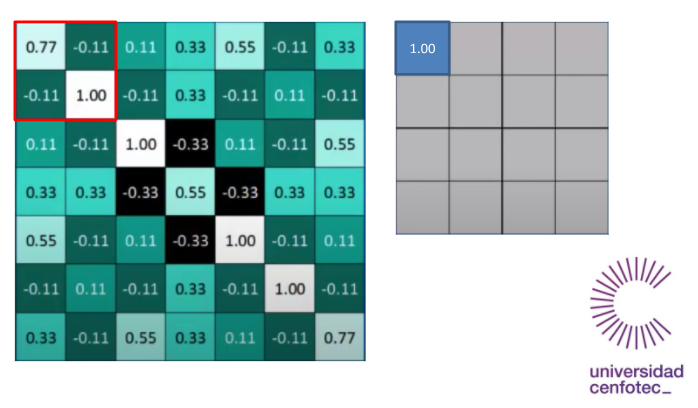 0.77 -0.11 0.11 0.33 0.55 -0.11 0.33
-0.11 1.00 -0.11 0.33 -0.11 0.11 -0.11
0.11 -0.11 1.00 -0.33 0.11 -0.11 0.55
0.33 0.33 -0.33 0.55 -0.33 0.33 0.33
0.55 -0.11 0.11 -0.33 1.00 -0.11 0.11
-0.11 0.11 -0.11 0.33 -0.11 1.00 -0.11
0.33 -0.11 0.55 0.33 0.11 -0.11 0.77
1.00
universidad
cenfotec_